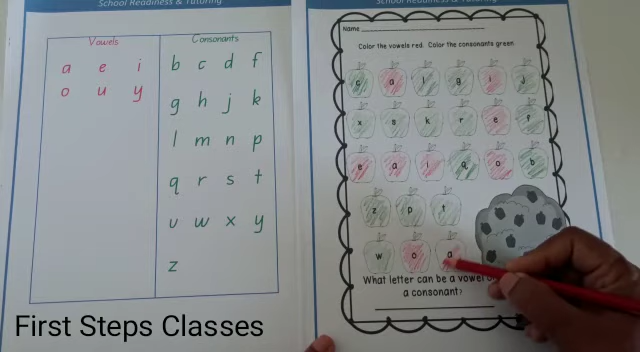 School Readiness & Tutoring
Vowels
Consonants
a e i
o u y
b c d f
g h j k
l m n p
q r s t
v w x y
z
School Readiness & Tutoring
Name
Color the vowels red. Color the consonants green.
c a l g i j
x s k r e f
e a i q o b
z p t
w o a
What letter can be a vowel
a consonant?
First Steps Classes